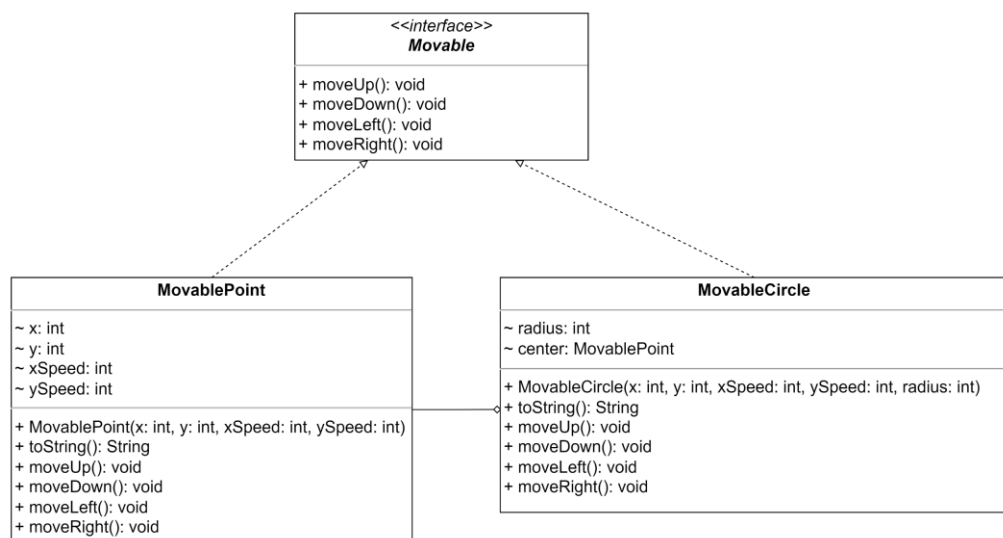 <<interface>>
Movable
+ moveUp(): void
+ moveDown(): void
+ moveLeft(): void
+ moveRight(): void
MovablePoint
~ x: int
~ y: int
~ xSpeed: int
~ ySpeed: int
+ MovablePoint(x: int, y: int, xSpeed: int, ySpeed: int)
+ toString(): String
+ moveUp(): void
+ moveDown(): void
+ moveLeft(): void
+ moveRight(): void
MovableCircle
~ radius: int
~ center: MovablePoint
+ MovableCircle(x: int, y: int, xSpeed: int, ySpeed: int, radius: int)
+ toString(): String
+ moveUp(): void
+ moveDown(): void
+ moveLeft(): void
+ moveRight(): void